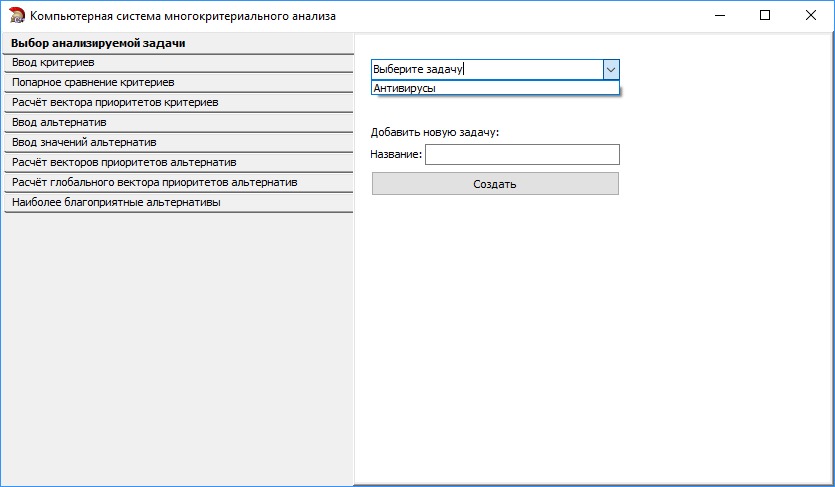 Компьютерная система многокритериального анализа
Выбор анализируемой задачи
Ввод критериев
Попарное сравнение критериев
Расчёт вектора приоритетов критериев
Ввод альтернатив
Ввод значений альтернатив
Расчёт векторов приоритетов альтернатив
Расчёт глобального вектора приоритетов альтернатив
Наиболее благоприятные альтернативы
Выберите задачу
Антивирусы
Добавить новую задачу:
Название:
Создать